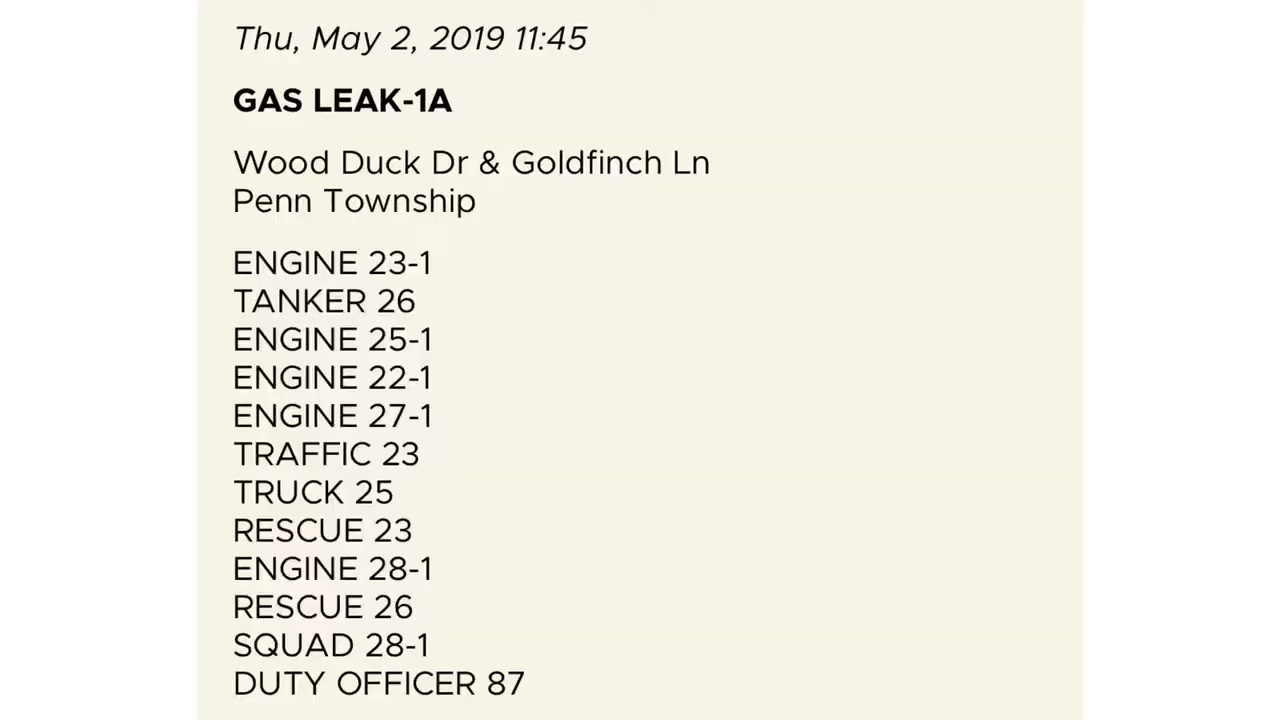 Thu, May 2, 2019 11:45
GAS LEAK-1A
Wood Duck Dr & Goldfinch Ln
Penn Township
ENGINE 23-1
TANKER 26
ENGINE 25-1
ENGINE 22-1
ENGINE 27-1
TRAFFIC 23
TRUCK 25
RESCUE 23
ENGINE 28-1
RESCUE 26
SQUAD 28-1
DUTY OFFICER 87